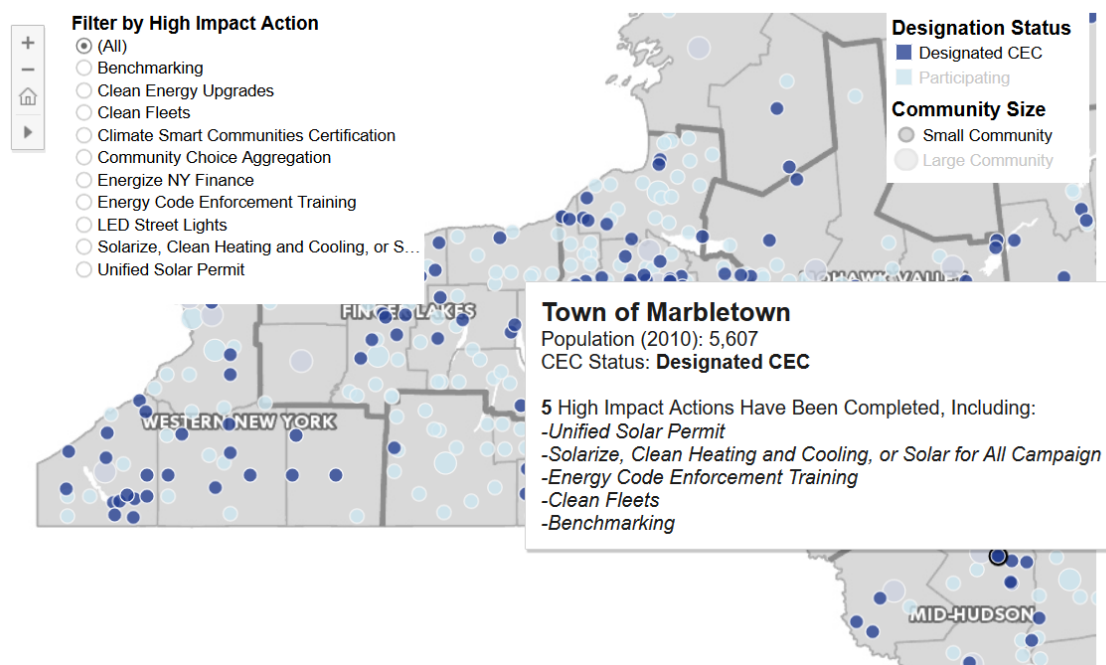 Filter by High Impact Action
(All)
Benchmarking
Clean Energy Upgrades
Clean Fleets
Climate Smart Communities Certification
Community Choice Aggregation
Energize NY Finance
Energy Code Enforcement Training
LED Street Lights
Solarize, Clean Heating and Cooling, or S...
Unified Solar Permit
Designation Status
Designated CEC
Participating
Community Size
Small Community
Large Community
MOHAWK VALLEY
FINGER LAKES
Town of Marbletown
Population (2010): 5,607
CEC Status: Designated CEC
5 High Impact Actions Have Been Completed, Including:
-Unified Solar Permit
-Solarize, Clean Heating and Cooling, or Solar for All Campaign
-Energy Code Enforcement Training
-Clean Fleets
-Benchmarking
WESTERN NEW YORK
MID-HUDSON